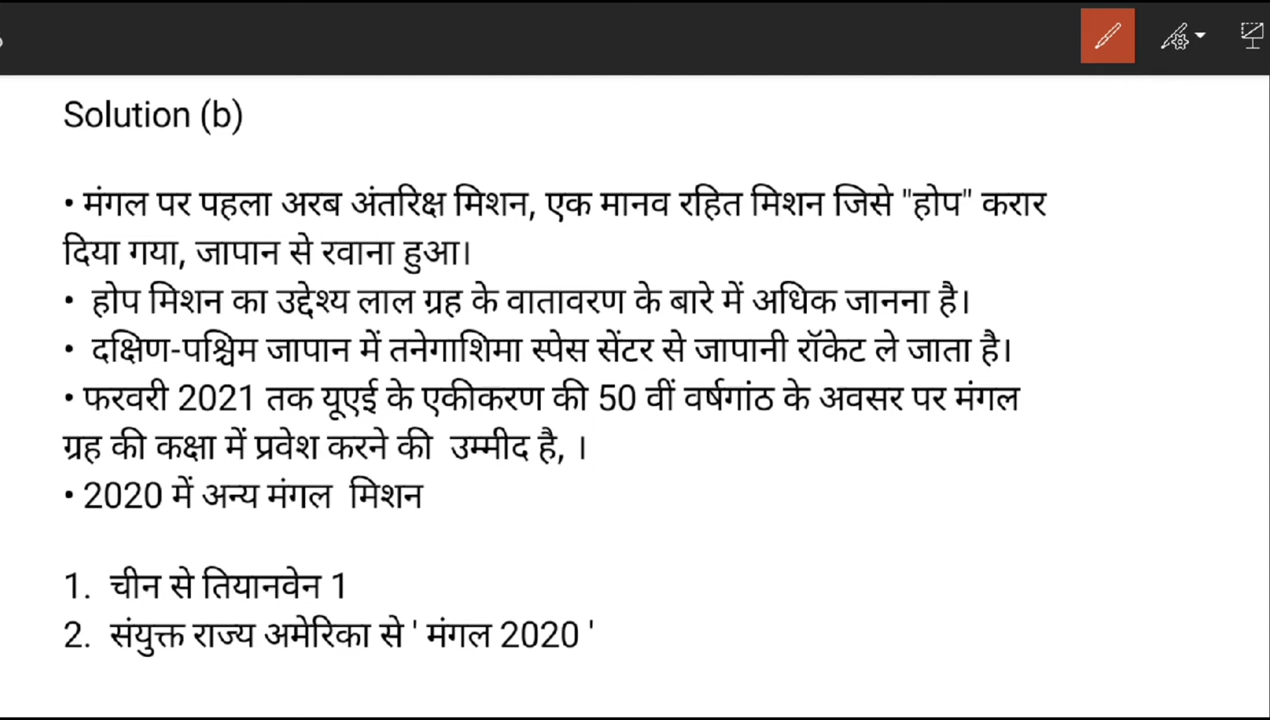 Solution (b)
• मंगल पर पहला अरब अंतरिक्ष मिशन, एक मानव रहित मिशन जिसे "होप" करार
दिया गया, जापान से रवाना हुआ।
• होप मिशन का उद्देश्य लाल ग्रह के वातावरण के बारे में अधिक जानना है।
• दक्षिण-पश्चिम जापान में तनेगाशिमा स्पेस सेंटर से जापानी रॉकेट ले जाता है।
• फरवरी 2021 तक यूएई के एकीकरण की 50 वीं वर्षगांठ के अवसर पर मंगल
ग्रह की कक्षा में प्रवेश करने की उम्मीद है, ।
• 2020 में अन्य मंगल मिशन
1. चीन से तियानवेन 1
2. संयुक्त राज्य अमेरिका से ' मंगल 2020 '